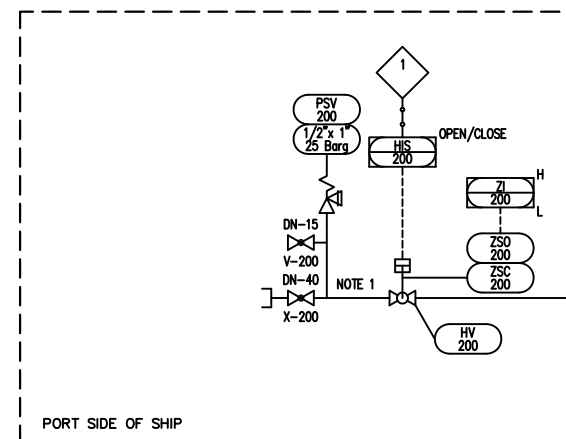 1
PSV
200
1/2"x 1"
25 Barg
OPEN/CLOSE
HIS
200
H
ZI
200
L
DN-15
V-200
ZSO
200
ZSC
200
DN-40
NOTE 1
X-200
HV
200
PORT SIDE OF SHIP